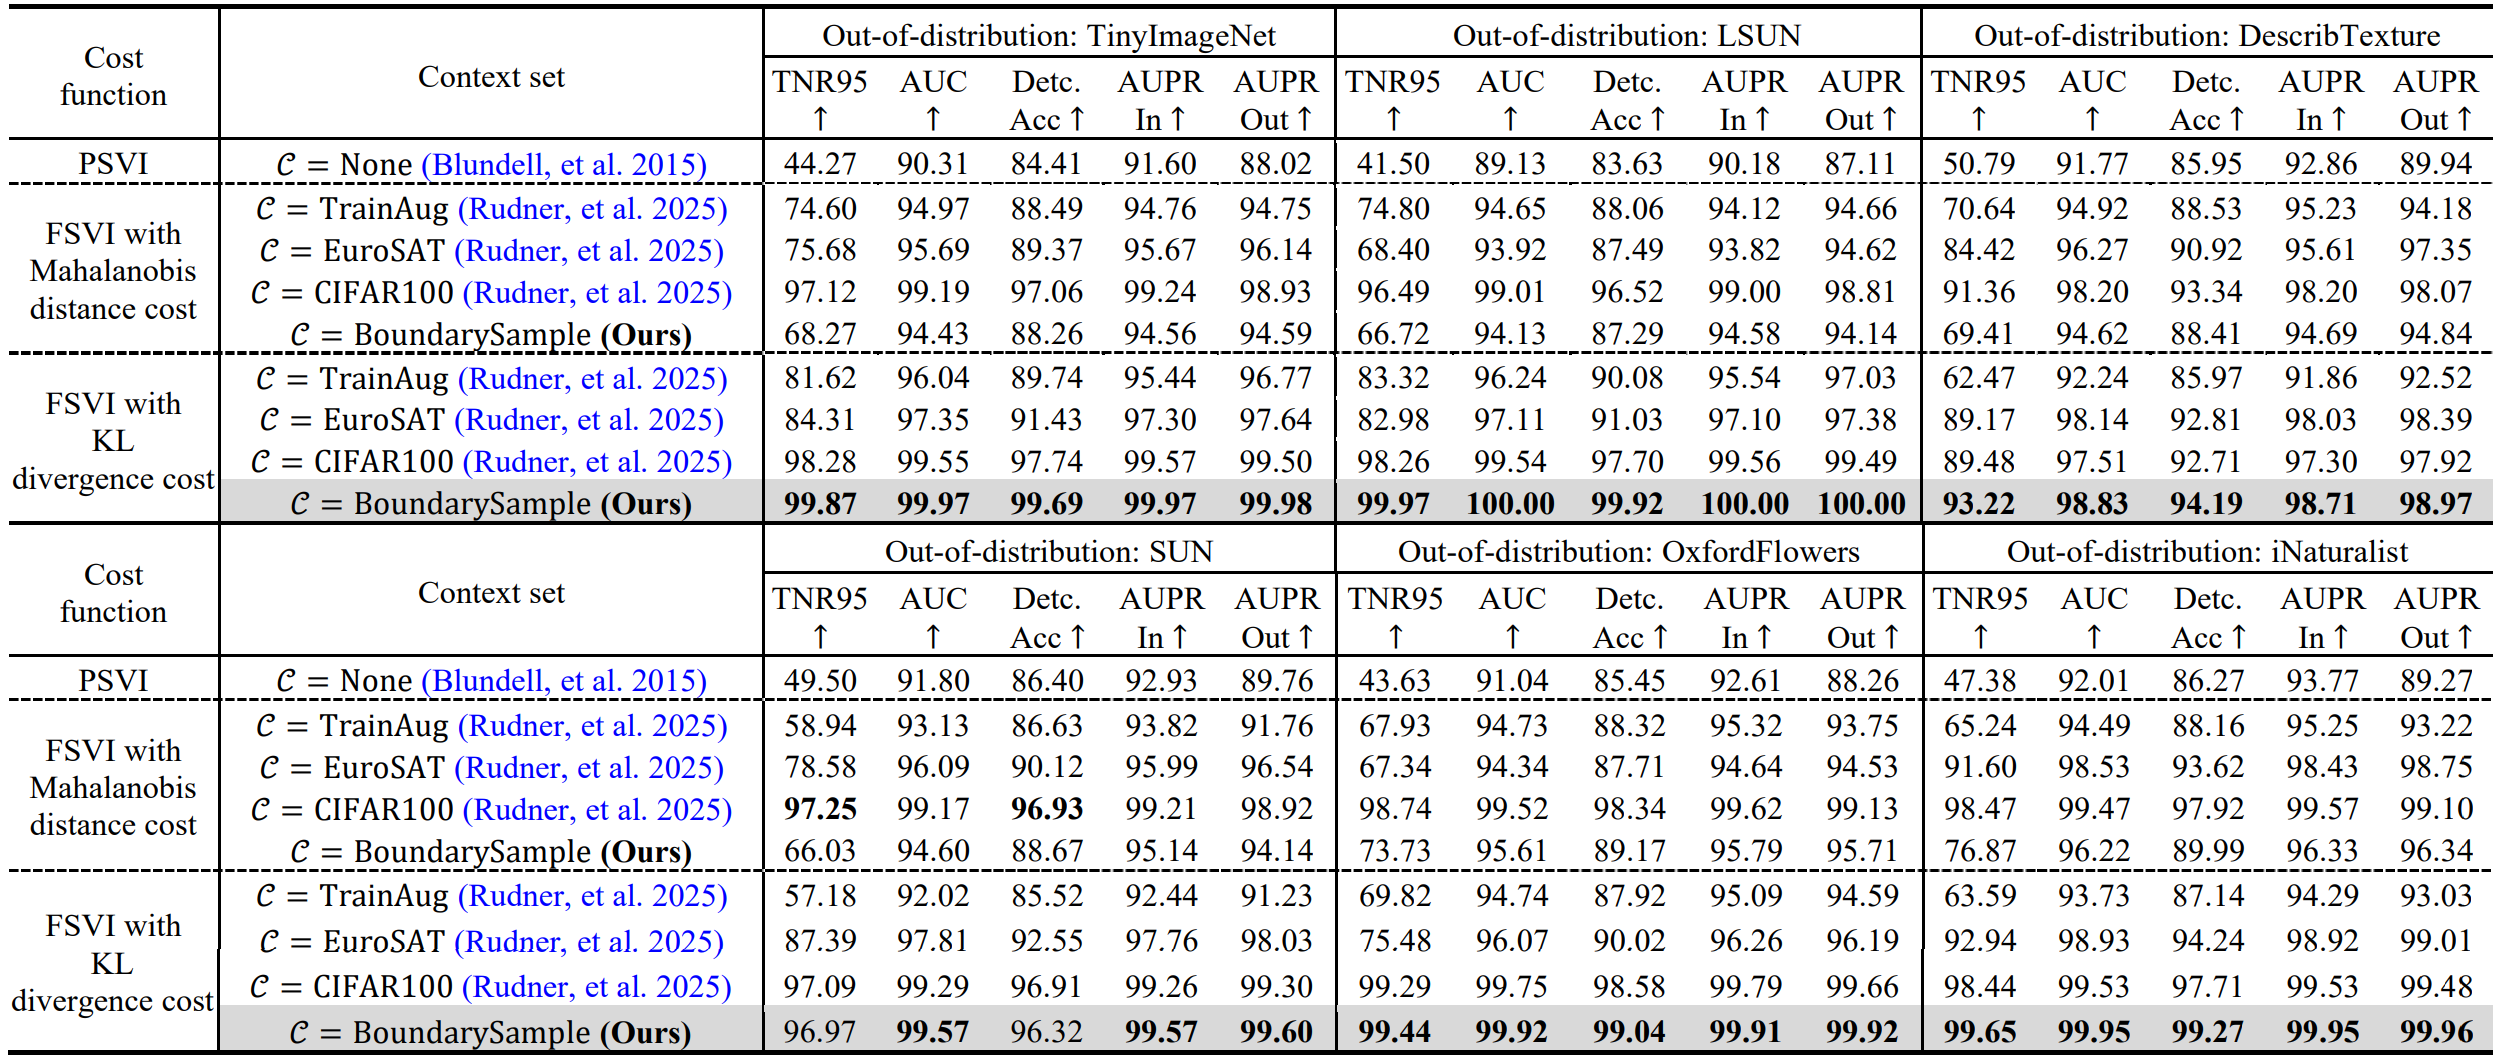 Cost function | Context set | Out-of-distribution: TinyImageNet | Out-of-distribution: LSUN | Out-of-distribution: DescribTexture
TNR95 ↑ | AUC ↑ | Detc. Acc ↑ | AUPR In ↑ | AUPR Out ↑ | TNR95 ↑ | AUC ↑ | Detc. Acc ↑ | AUPR In ↑ | AUPR Out ↑ | TNR95 ↑ | AUC ↑ | Detc. Acc ↑ | AUPR In ↑ | AUPR Out ↑
PSVI | 𝒞 = None (Blundell, et al. 2015) | 44.27 | 90.31 | 84.41 | 91.60 | 88.02 | 41.50 | 89.13 | 83.63 | 90.18 | 87.11 | 50.79 | 91.77 | 85.95 | 92.86 | 89.94
FSVI with Mahalanobis distance cost | 𝒞 = TrainAug (Rudner, et al. 2025) | 74.60 | 94.97 | 88.49 | 94.76 | 94.75 | 74.80 | 94.65 | 88.06 | 94.12 | 94.66 | 70.64 | 94.92 | 88.53 | 95.23 | 94.18
𝒞 = EuroSAT (Rudner, et al. 2025) | 75.68 | 95.69 | 89.37 | 95.67 | 96.14 | 68.40 | 93.92 | 87.49 | 93.82 | 94.62 | 84.42 | 96.27 | 90.92 | 95.61 | 97.35
𝒞 = CIFAR100 (Rudner, et al. 2025) | 97.12 | 99.19 | 97.06 | 99.24 | 98.93 | 96.49 | 99.01 | 96.52 | 99.00 | 98.81 | 91.36 | 98.20 | 93.34 | 98.20 | 98.07
𝒞 = BoundarySample (Ours) | 68.27 | 94.43 | 88.26 | 94.56 | 94.59 | 66.72 | 94.13 | 87.29 | 94.58 | 94.14 | 69.41 | 94.62 | 88.41 | 94.69 | 94.84
FSVI with KL divergence cost | 𝒞 = TrainAug (Rudner, et al. 2025) | 81.62 | 96.04 | 89.74 | 95.44 | 96.77 | 83.32 | 96.24 | 90.08 | 95.54 | 97.03 | 62.47 | 92.24 | 85.97 | 91.86 | 92.52
𝒞 = EuroSAT (Rudner, et al. 2025) | 84.31 | 97.35 | 91.43 | 97.30 | 97.64 | 82.98 | 97.11 | 91.03 | 97.10 | 97.38 | 89.17 | 98.14 | 92.81 | 98.03 | 98.39
𝒞 = CIFAR100 (Rudner, et al. 2025) | 98.28 | 99.55 | 97.74 | 99.57 | 99.50 | 98.26 | 99.54 | 97.70 | 99.56 | 99.49 | 89.48 | 97.51 | 92.71 | 97.30 | 97.92
𝒞 = BoundarySample (Ours) | 99.87 | 99.97 | 99.69 | 99.97 | 99.98 | 99.97 | 100.00 | 99.92 | 100.00 | 100.00 | 93.22 | 98.83 | 94.19 | 98.71 | 98.97
Cost function | Context set | Out-of-distribution: SUN | Out-of-distribution: OxfordFlowers | Out-of-distribution: iNaturalist
TNR95 ↑ | AUC ↑ | Detc. Acc ↑ | AUPR In ↑ | AUPR Out ↑ | TNR95 ↑ | AUC ↑ | Detc. Acc ↑ | AUPR In ↑ | AUPR Out ↑ | TNR95 ↑ | AUC ↑ | Detc. Acc ↑ | AUPR In ↑ | AUPR Out ↑
PSVI | 𝒞 = None (Blundell, et al. 2015) | 49.50 | 91.80 | 86.40 | 92.93 | 89.76 | 43.63 | 91.04 | 85.45 | 92.61 | 88.26 | 47.38 | 92.01 | 86.27 | 93.77 | 89.27
FSVI with Mahalanobis distance cost | 𝒞 = TrainAug (Rudner, et al. 2025) | 58.94 | 93.13 | 86.63 | 93.82 | 91.76 | 67.93 | 94.73 | 88.32 | 95.32 | 93.75 | 65.24 | 94.49 | 88.16 | 95.25 | 93.22
𝒞 = EuroSAT (Rudner, et al. 2025) | 78.58 | 96.09 | 90.12 | 95.99 | 96.54 | 67.34 | 94.34 | 87.71 | 94.64 | 94.53 | 91.60 | 98.53 | 93.62 | 98.43 | 98.75
𝒞 = CIFAR100 (Rudner, et al. 2025) | 97.25 | 99.17 | 96.93 | 99.21 | 98.92 | 98.74 | 99.52 | 98.34 | 99.62 | 99.13 | 98.47 | 99.47 | 97.92 | 99.57 | 99.10
𝒞 = BoundarySample (Ours) | 66.03 | 94.60 | 88.67 | 95.14 | 94.14 | 73.73 | 95.61 | 89.17 | 95.79 | 95.71 | 76.87 | 96.22 | 89.99 | 96.33 | 96.34
FSVI with KL divergence cost | 𝒞 = TrainAug (Rudner, et al. 2025) | 57.18 | 92.02 | 85.52 | 92.44 | 91.23 | 69.82 | 94.74 | 87.92 | 95.09 | 94.59 | 63.59 | 93.73 | 87.14 | 94.29 | 93.03
𝒞 = EuroSAT (Rudner, et al. 2025) | 87.39 | 97.81 | 92.55 | 97.76 | 98.03 | 75.48 | 96.07 | 90.02 | 96.26 | 96.19 | 92.94 | 98.93 | 94.24 | 98.92 | 99.01
𝒞 = CIFAR100 (Rudner, et al. 2025) | 97.09 | 99.29 | 96.91 | 99.26 | 99.30 | 99.29 | 99.75 | 98.58 | 99.79 | 99.66 | 98.44 | 99.53 | 97.71 | 99.53 | 99.48
𝒞 = BoundarySample (Ours) | 96.97 | 99.57 | 96.32 | 99.57 | 99.60 | 99.44 | 99.92 | 99.04 | 99.91 | 99.92 | 99.65 | 99.95 | 99.27 | 99.95 | 99.96